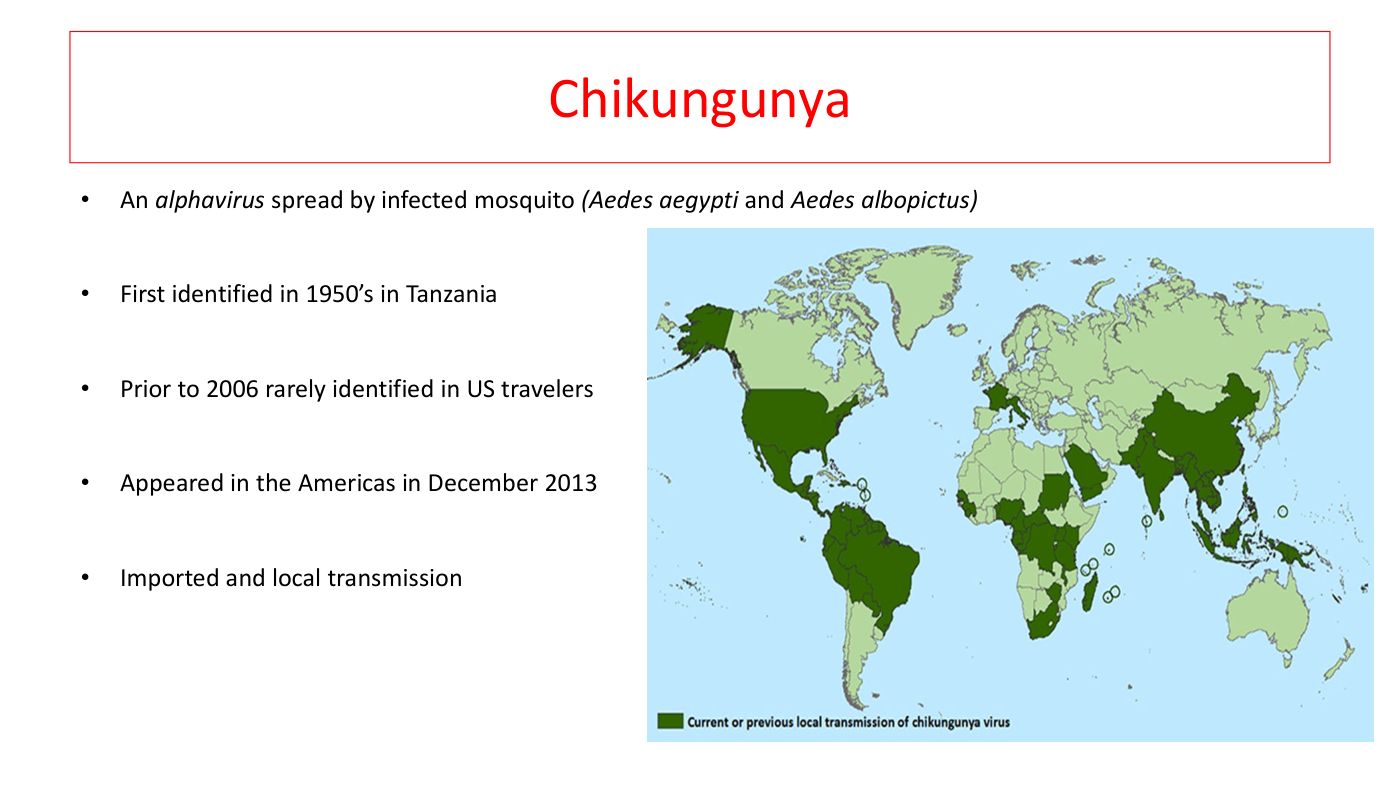 Chikungunya
• An alphavirus spread by infected mosquito (Aedes aegypti and Aedes albopictus)
• First identified in 1950’s in Tanzania
• Prior to 2006 rarely identified in US travelers
• Appeared in the Americas in December 2013
• Imported and local transmission
Current or previous local transmission of chikungunya virus